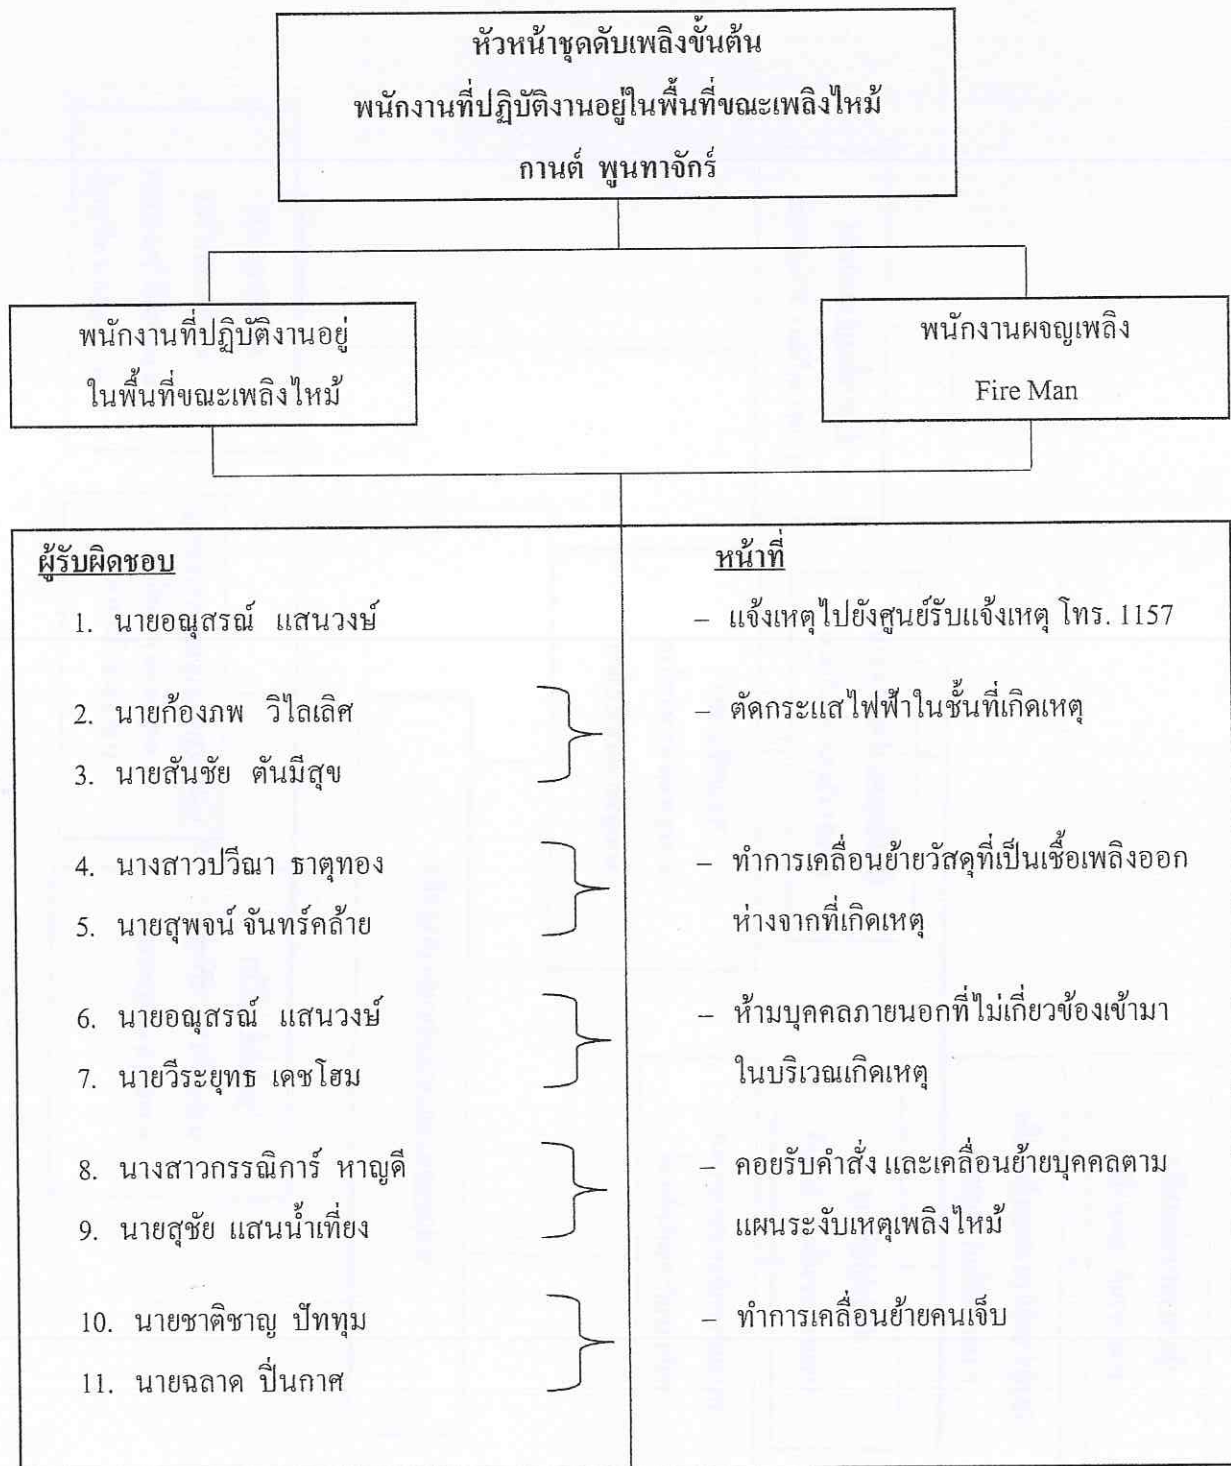 หัวหน้าชุดดับเพลิงขั้นต้น
พนักงานที่ปฏิบัติงานอยู่ในพื้นที่ขณะเพลิงไหม้
กานต์ พูนทาจักร์
พนักงานที่ปฏิบัติงานอยู่
ในพื้นที่ขณะเพลิงไหม้
พนักงานผจญเพลิง
Fire Man
ผู้รับผิดชอบ
หน้าที่
1. นายอณุสรณ์ แสนวงษ์
– แจ้งเหตุไปยังศูนย์รับแจ้งเหตุ โทร. 1157
2. นายก้องภพ วิไลเลิศ
– ตัดกระแสไฟฟ้าในชั้นที่เกิดเหตุ
3. นายสันชัย ตันมีสุข
4. นางสาวปวีณา ธาตุทอง
– ทำการเคลื่อนย้ายวัสดุที่เป็นเชื้อเพลิงออก
5. นายสุพจน์ จันทร์คล้าย
ห่างจากที่เกิดเหตุ
6. นายอณุสรณ์ แสนวงษ์
– ห้ามบุคคลภายนอกที่ไม่เกี่ยวข้องเข้ามา
7. นายวีระยุทธ เดชโฮม
ในบริเวณเกิดเหตุ
8. นางสาวกรรณิการ์ หาญดี
– คอยรับคำสั่ง และเคลื่อนย้ายบุคคลตาม
9. นายสุชัย แสนน้ำเที่ยง
แผนระงับเหตุเพลิงไหม้
10. นายชาติชาญ ปัททุม
– ทำการเคลื่อนย้ายคนเจ็บ
11. นายฉลาด ปิ่นกาศ